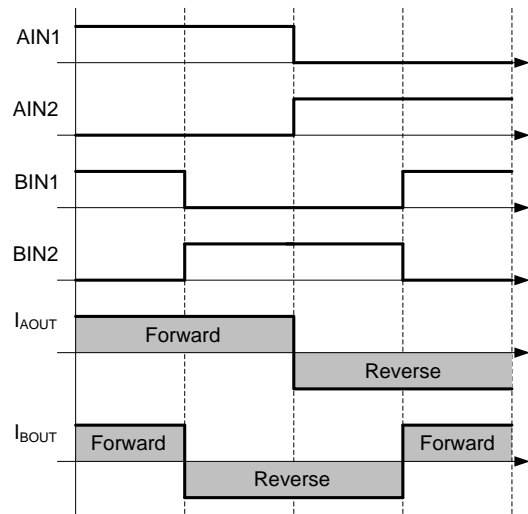 AIN1
AIN2
BIN1
BIN2
IAOUT
Forward
Reverse
IBOUT
Forward
Reverse
Forward